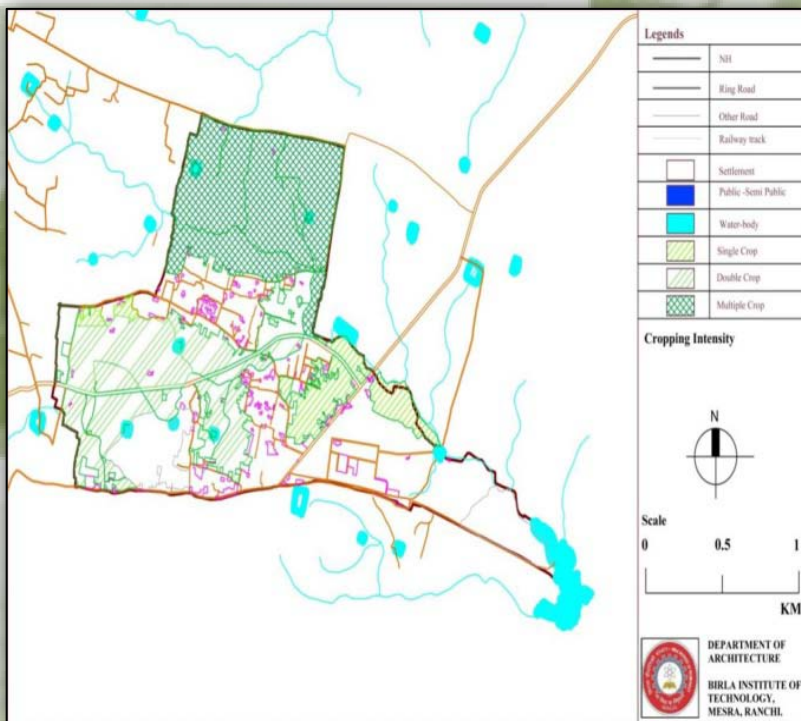 Legends
NH
Ring Road
Other Road
Railway track
Settlement
Public -Semi Public
Water-body
Single Crop
Double Crop
Multiple Crop
Cropping Intensity
N
Scale
0 0.5 1
KM
DEPARTMENT OF
ARCHITECTURE
BIRLA INSTITUTE OF
TECHNOLOGY,
MESRA, RANCHI.